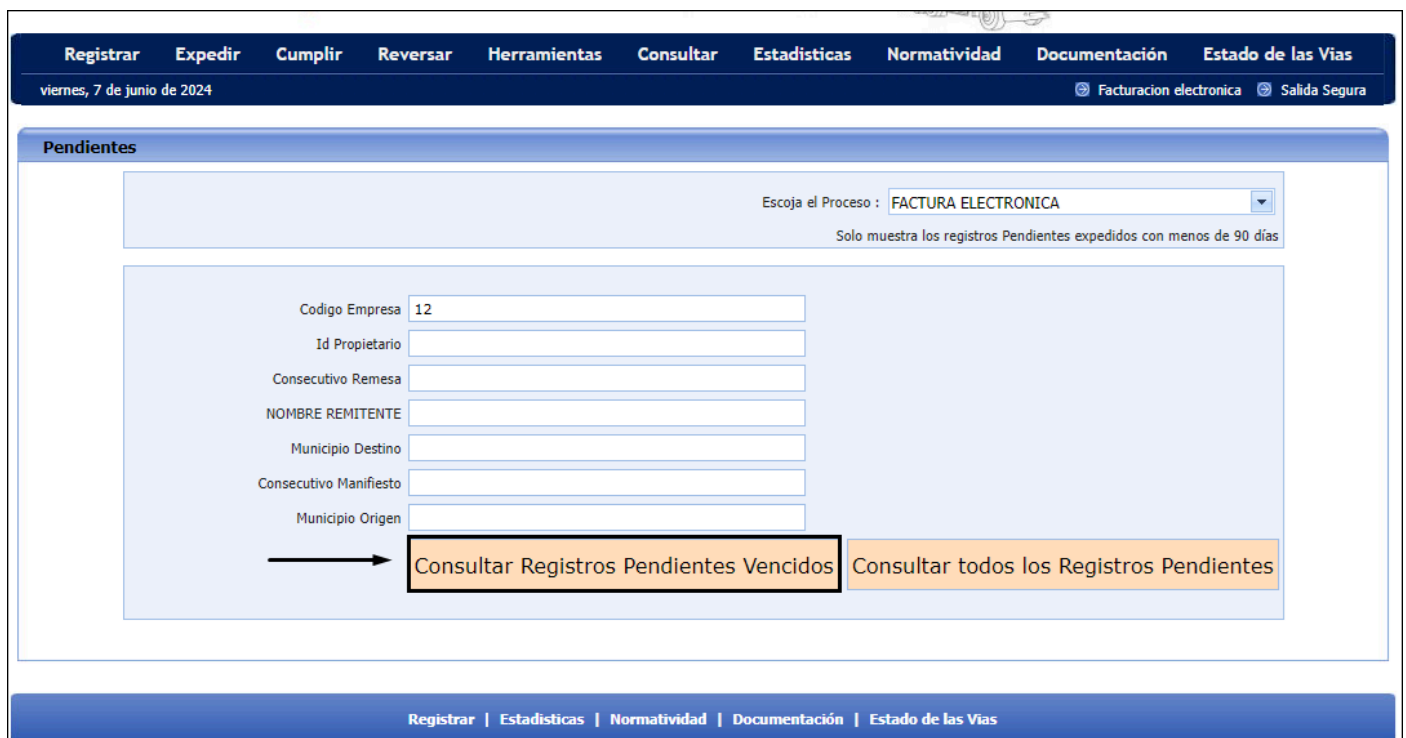 Registrar Expedir Cumplir Reversar Herramientas Consultar Estadisticas Normatividad Documentación Estado de las Vias
viernes, 7 de junio de 2024 Facturacion electronica Salida Segura
Pendientes
Escoja el Proceso : FACTURA ELECTRONICA
Solo muestra los registros Pendientes expedidos con menos de 90 días
Codigo Empresa 12
Id Propietario
Consecutivo Remesa
NOMBRE REMITENTE
Municipio Destino
Consecutivo Manifiesto
Municipio Origen
Consultar Registros Pendientes Vencidos Consultar todos los Registros Pendientes
Registrar | Estadisticas | Normatividad | Documentación | Estado de las Vias